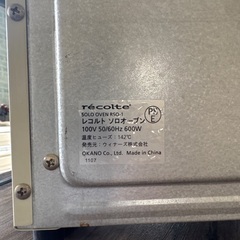 récolte
SOLO OVEN RSO-1
レコルト ソロオーブン
100V 50/60Hz 600W
温度ヒューズ：142℃
発売元：ウィナーズ株式会社
OKANO Co., Ltd. Made in China
1107
PSE